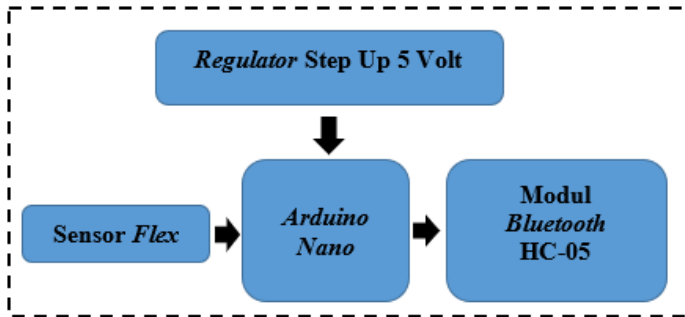 Regulator Step Up 5 Volt
Sensor Flex
Arduino
Nano
Modul
Bluetooth
HC-05